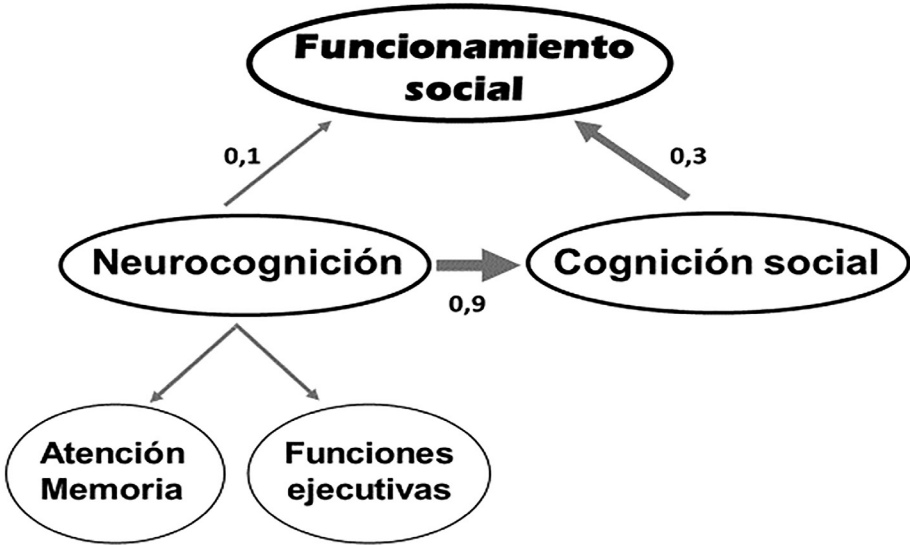 Funcionamiento
social
0,1
0,3
Neurocognición
Cognición social
0,9
Atención
Memoria
Funciones
ejecutivas